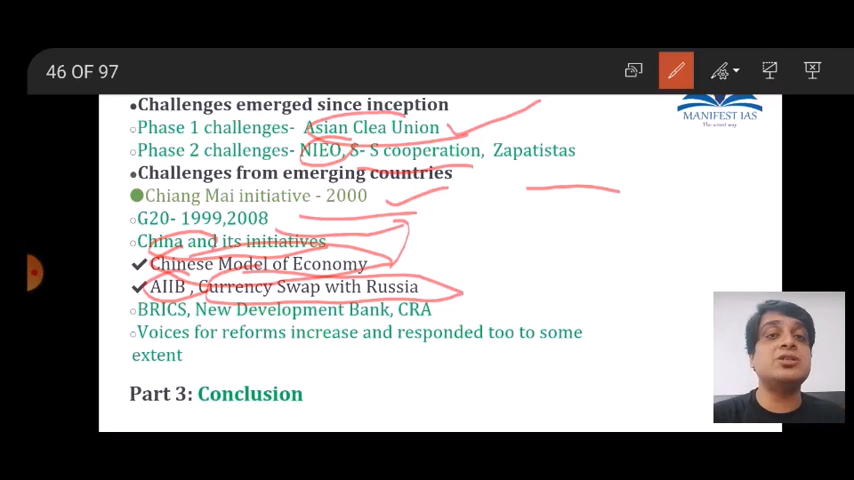 46 OF 97
Challenges emerged since inception
Phase 1 challenges- Asian Clea Union
Phase 2 challenges- NIEO, S- S cooperation, Zapatistas
Challenges from emerging countries
Chiang Mai initiative - 2000
G20- 1999,2008
China and its initiatives
Chinese Model of Economy
AIIB , Currency Swap with Russia
BRICS, New Development Bank, CRA
Voices for reforms increase and responded too to some
extent
Part 3: Conclusion
MANIFEST IAS